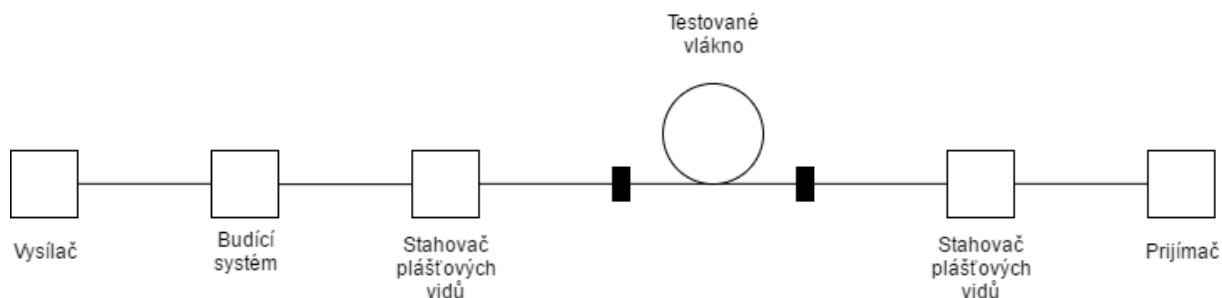 Testované
vlákno
Vysílač
Budící
systém
Stahovač
plášťových
vidů
Stahovač
plášťových
vidů
Prijímač